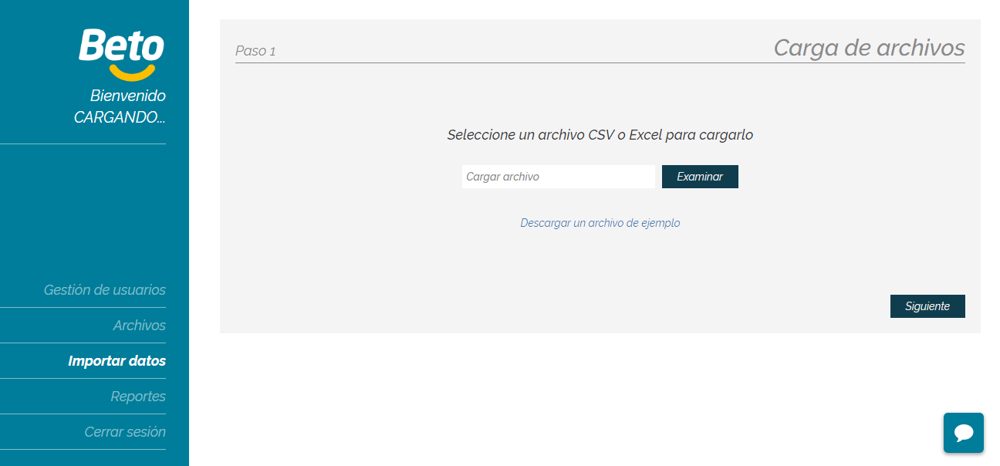 Beto
Bienvenido
CARGANDO...
Gestión de usuarios
Archivos
Importar datos
Reportes
Cerrar sesión
Paso 1
Carga de archivos
Seleccione un archivo CSV o Excel para cargarlo
Cargar archivo
Examinar
Descargar un archivo de ejemplo
Siguiente